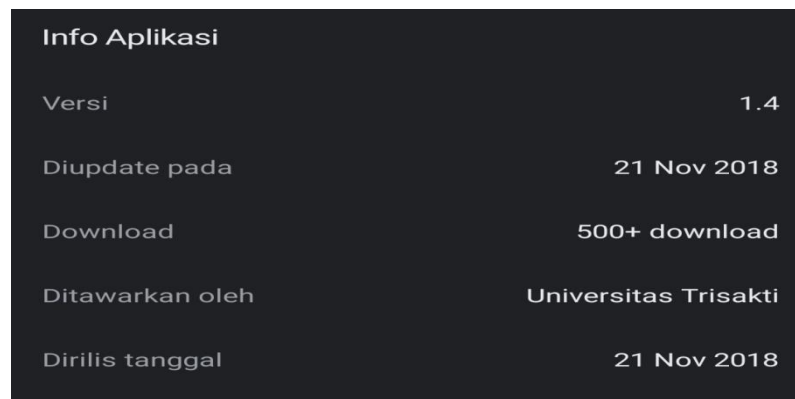 Info Aplikasi
Versi 1.4
Diupdate pada 21 Nov 2018
Download 500+ download
Ditawarkan oleh Universitas Trisakti
Dirilis tanggal 21 Nov 2018